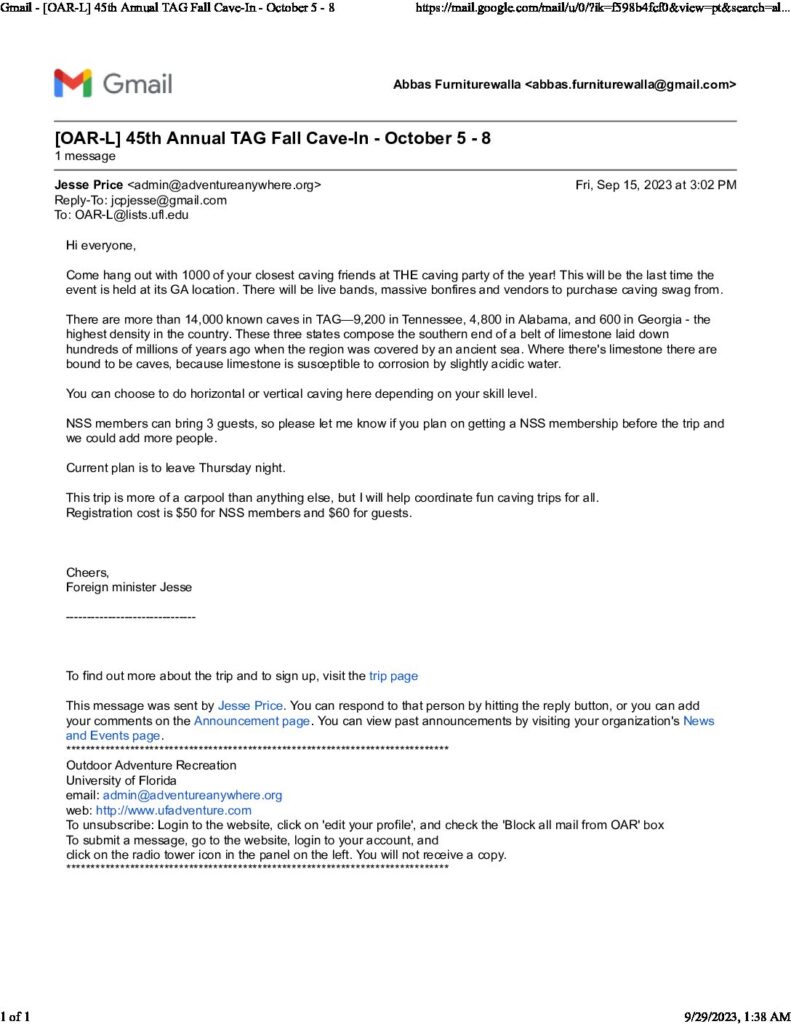 Gmail - [OAR-L] 45th Annual TAG Fall Cave-In - October 5 - 8
https://mail.google.com/mail/u/0/?ik=f598b4fcf0&view=pt&search=al...
Gmail
Abbas Furniturewalla <abbas.furniturewalla@gmail.com>
[OAR-L] 45th Annual TAG Fall Cave-In - October 5 - 8
1 message
Jesse Price <admin@adventureanywhere.org>
Fri, Sep 15, 2023 at 3:02 PM
Reply-To: jcpjesse@gmail.com
To: OAR-L@lists.ufl.edu
Hi everyone,
Come hang out with 1000 of your closest caving friends at THE caving party of the year! This will be the last time the
event is held at its GA location. There will be live bands, massive bonfires and vendors to purchase caving swag from.
There are more than 14,000 known caves in TAG—9,200 in Tennessee, 4,800 in Alabama, and 600 in Georgia - the
highest density in the country. These three states compose the southern end of a belt of limestone laid down
hundreds of millions of years ago when the region was covered by an ancient sea. Where there's limestone there are
bound to be caves, because limestone is susceptible to corrosion by slightly acidic water.
You can choose to do horizontal or vertical caving here depending on your skill level.
NSS members can bring 3 guests, so please let me know if you plan on getting a NSS membership before the trip and
we could add more people.
Current plan is to leave Thursday night.
This trip is more of a carpool than anything else, but I will help coordinate fun caving trips for all.
Registration cost is $50 for NSS members and $60 for guests.
Cheers,
Foreign minister Jesse
-------------------------------
To find out more about the trip and to sign up, visit the trip page
This message was sent by Jesse Price. You can respond to that person by hitting the reply button, or you can add
your comments on the Announcement page. You can view past announcements by visiting your organization's News
and Events page.
********************************************************************************
Outdoor Adventure Recreation
University of Florida
email: admin@adventureanywhere.org
web: http://www.ufadventure.com
To unsubscribe: Login to the website, click on 'edit your profile', and check the 'Block all mail from OAR' box
To submit a message, go to the website, login to your account, and
click on the radio tower icon in the panel on the left. You will not receive a copy.
********************************************************************************
1 of 1
9/29/2023, 1:38 AM